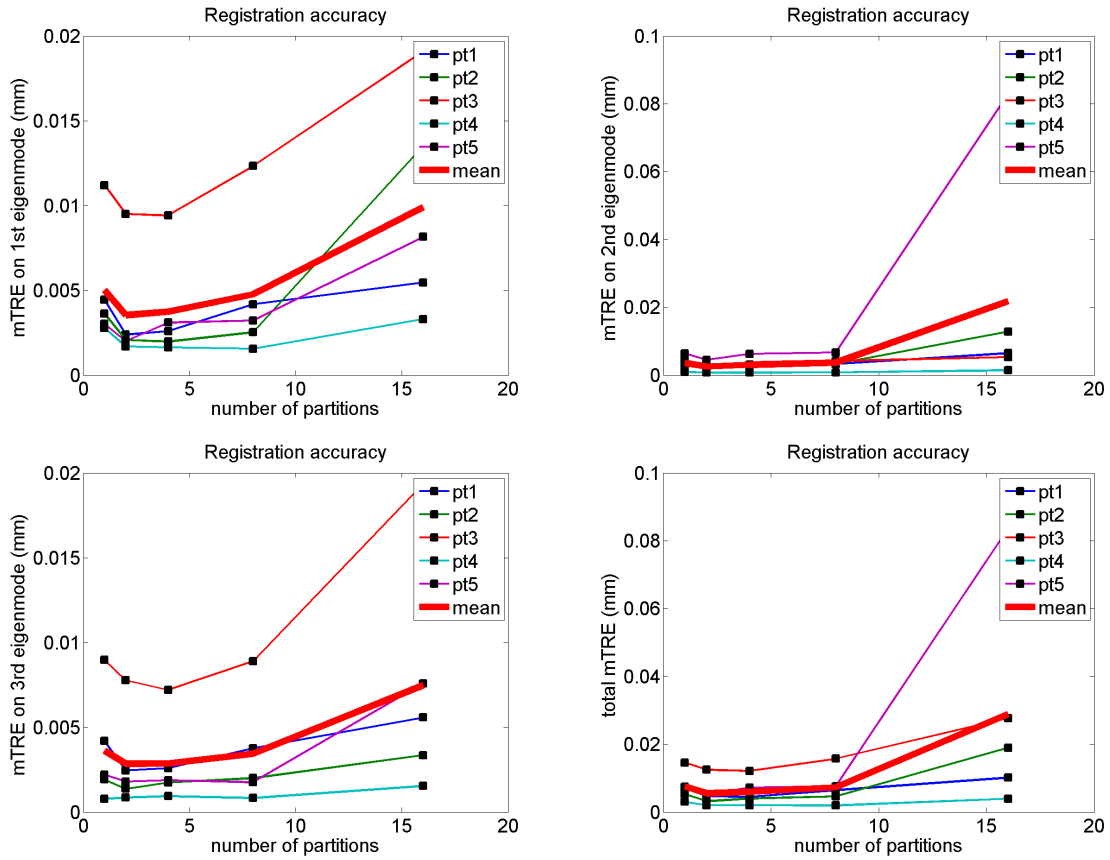 Registration accuracy
0.02
0.015
0.01
0.005
0
0
5
10
15
20
mTRE on 1st eigenmode (mm)
number of partitions
pt1
pt2
pt3
pt4
pt5
mean
Registration accuracy
0.1
0.08
0.06
0.04
0.02
0
0
5
10
15
20
mTRE on 2nd eigenmode (mm)
number of partitions
pt1
pt2
pt3
pt4
pt5
mean
Registration accuracy
0.02
0.015
0.01
0.005
0
0
5
10
15
20
mTRE on 3rd eigenmode (mm)
number of partitions
pt1
pt2
pt3
pt4
pt5
mean
Registration accuracy
0.1
0.08
0.06
0.04
0.02
0
0
5
10
15
20
total mTRE (mm)
number of partitions
pt1
pt2
pt3
pt4
pt5
mean